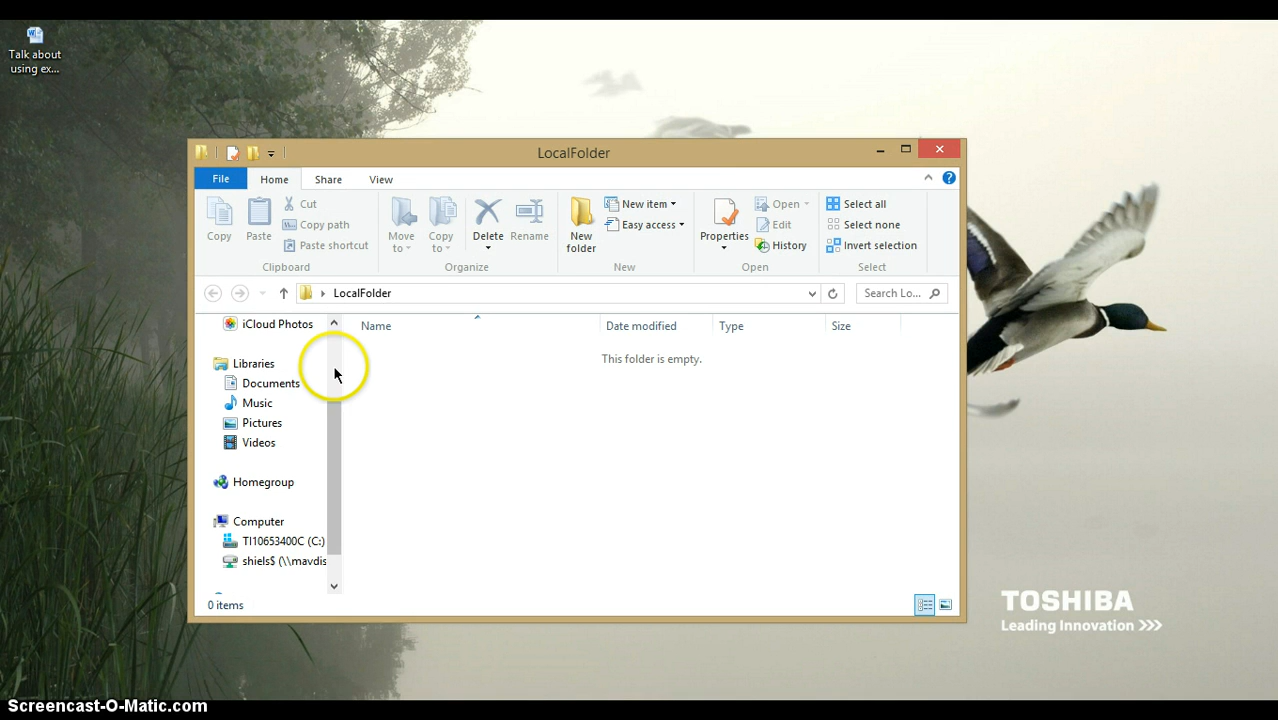 Talk about
using ex...
LocalFolder
File Home Share View
Copy
Paste
Cut
Copy path
Paste shortcut
Clipboard
Move to
Copy to
Delete
Rename
Organize
New folder
New item
Easy access
New
Properties
Open
Edit
History
Open
Select all
Select none
Invert selection
Select
LocalFolder
Search Lo...
iCloud Photos
Libraries
Documents
Music
Pictures
Videos
Homegroup
Computer
TI10653400C (C:)
shiels$ (\\mavdis
Name Date modified Type Size
This folder is empty.
0 items
TOSHIBA
Leading Innovation >>>
Screencast-O-Matic.com